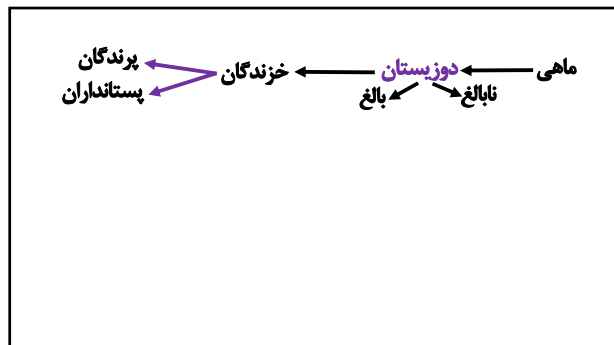 ماهی
دوزیستان
نابالغ
بالغ
خزندگان
پرندگان
پستانداران